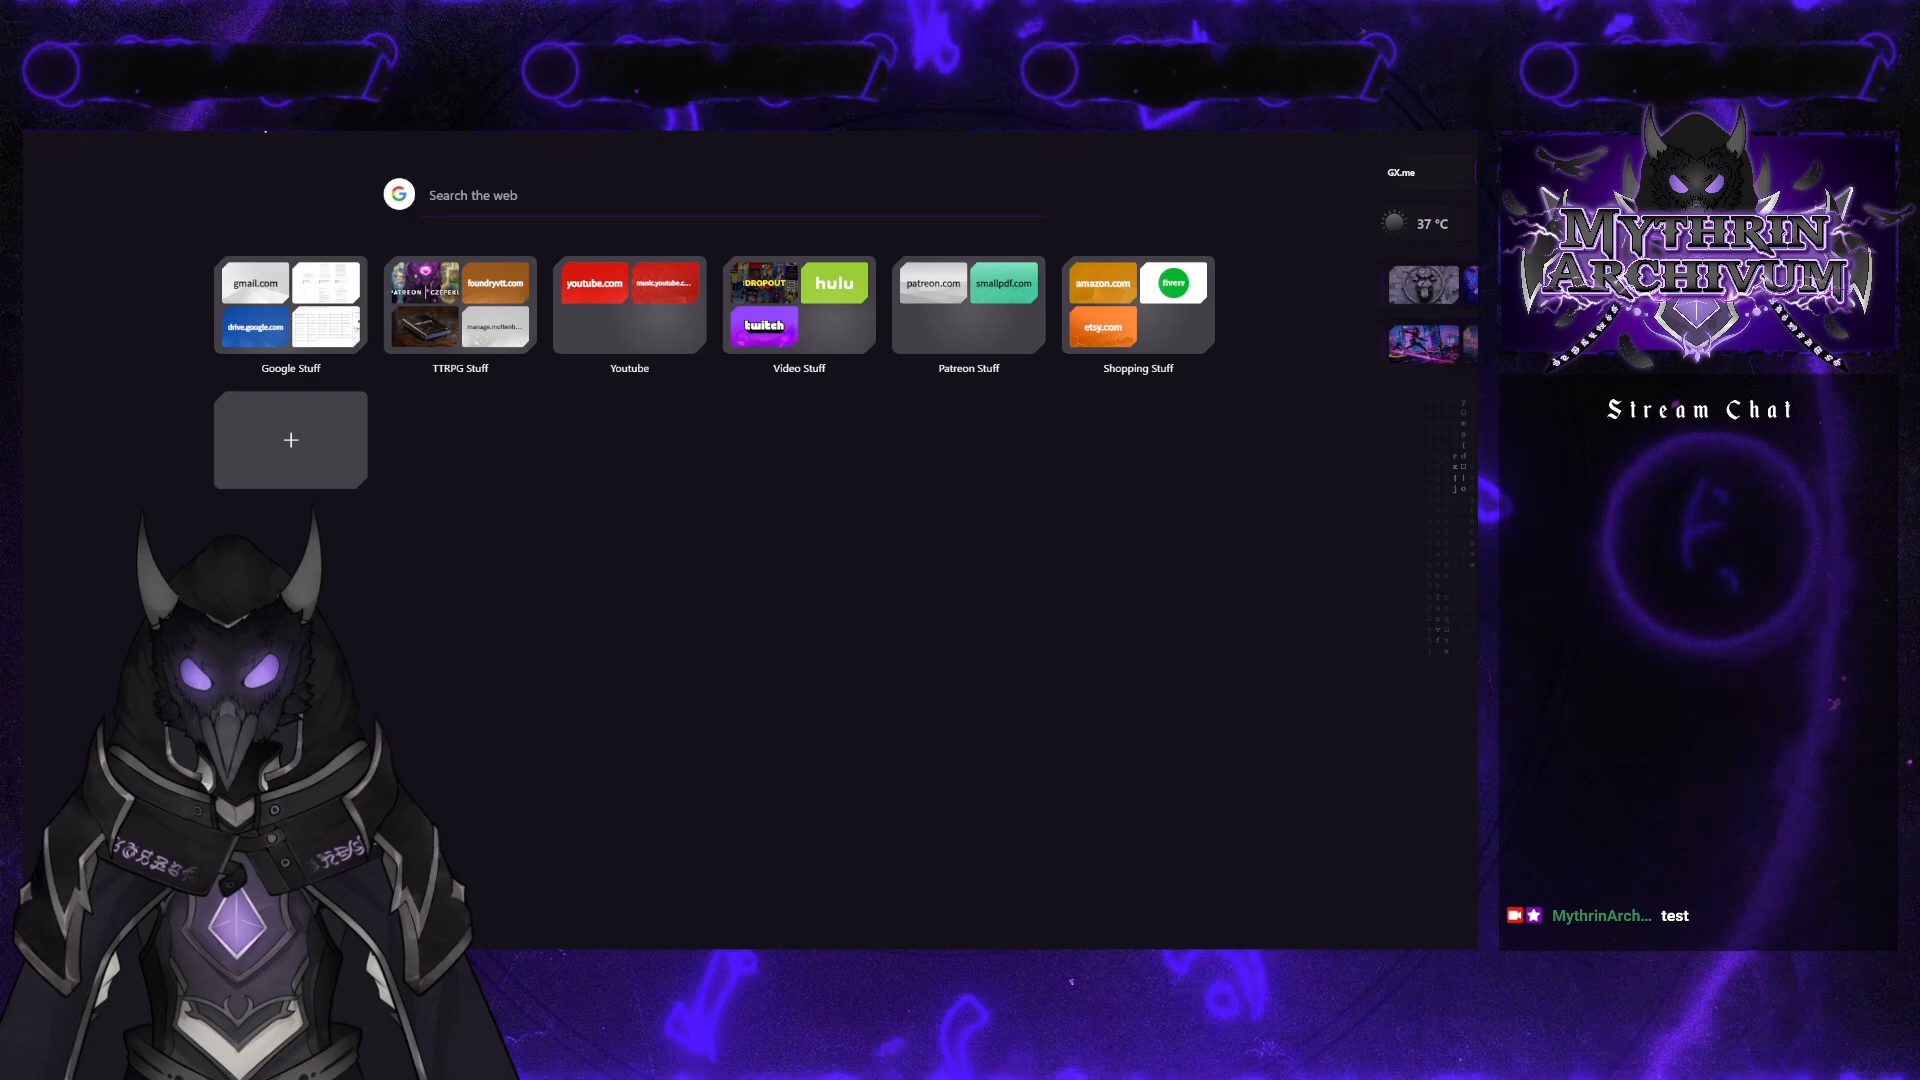 Search the web
GX.me
37 °C
gmail.com
drive.google.com
Google Stuff
PATREON | CZEPEKU
foundryvtt.com
manage.moltenh...
TTRPG Stuff
youtube.com
music.youtube.c...
Youtube
:DROPOUT
hulu
twitch
Video Stuff
patreon.com
smallpdf.com
Patreon Stuff
amazon.com
fiverr
etsy.com
Shopping Stuff
+
MYTHRIN
ARCHIVUM
Stream Chat
MythrinArch... test